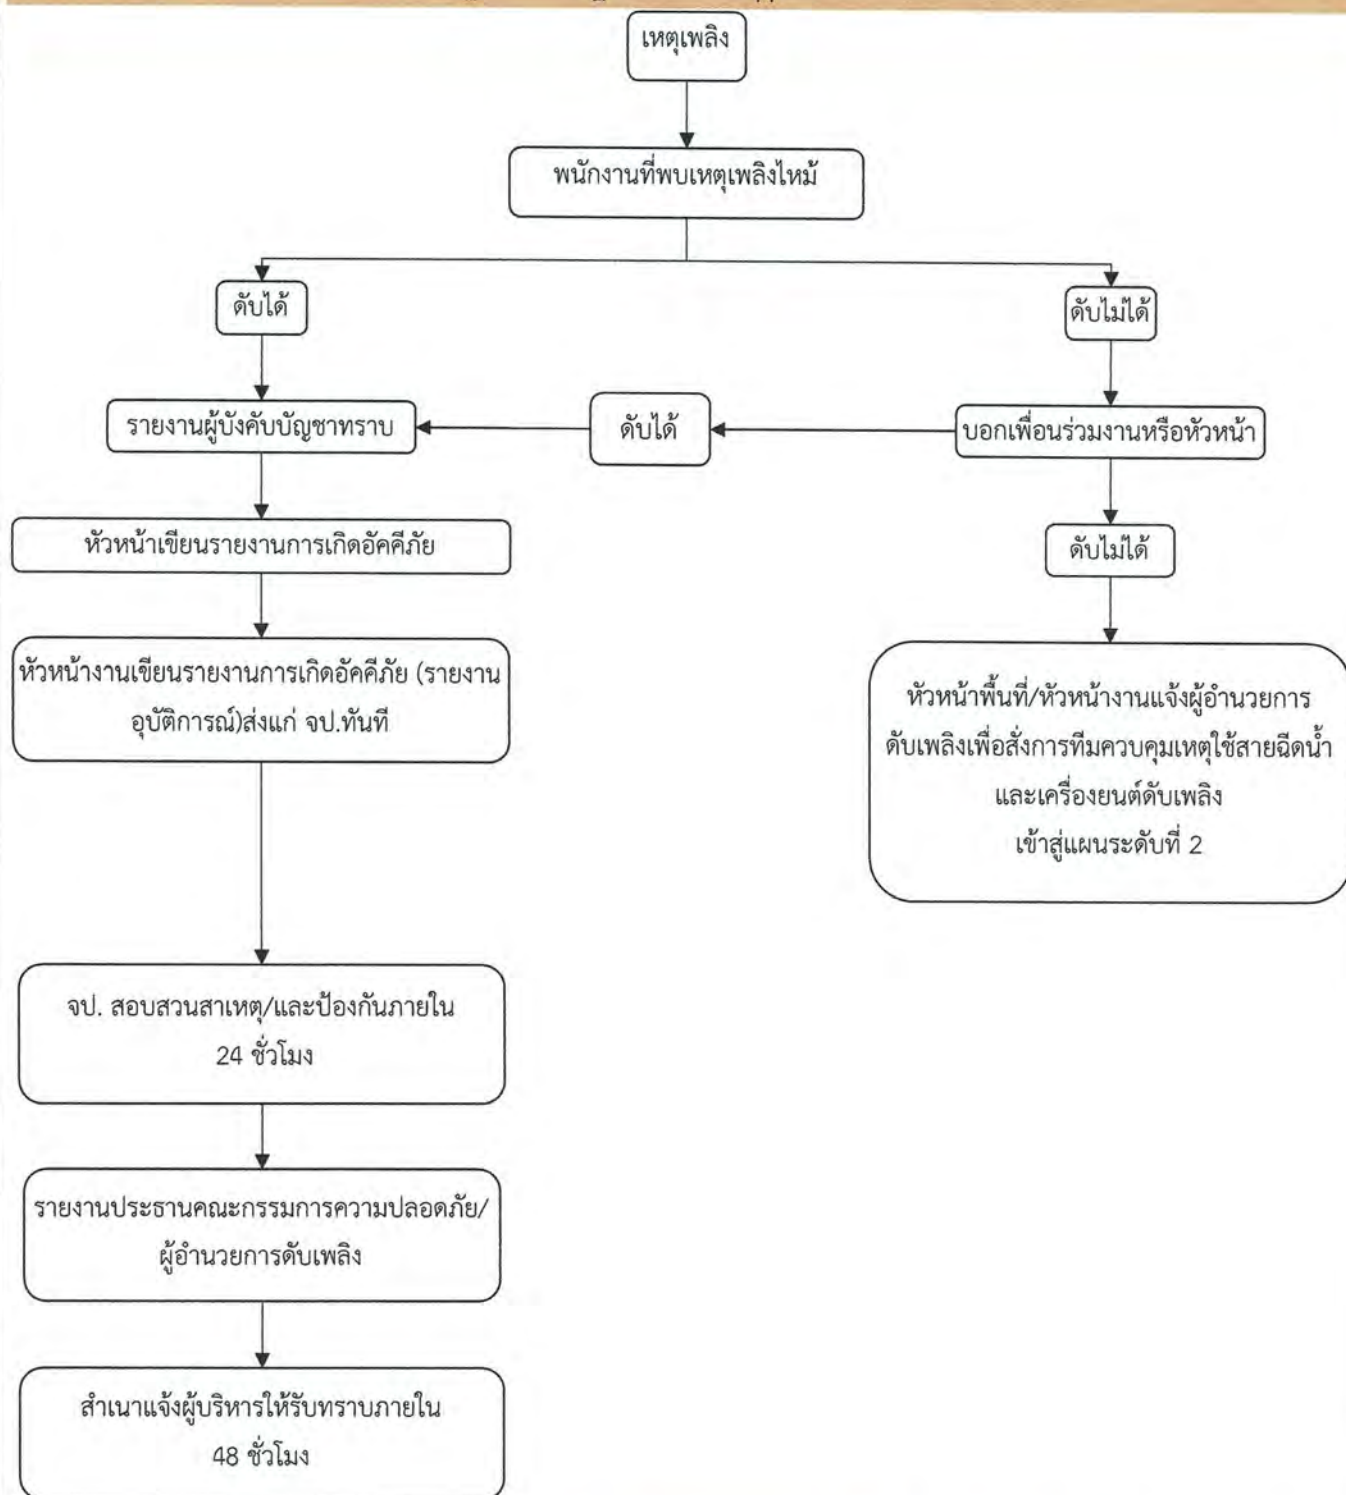 เหตุเพลิง
พนักงานที่พบเหตุเพลิงไหม้
ดับได้
ดับไม่ได้
รายงานผู้บังคับบัญชาทราบ
ดับได้
บอกเพื่อนร่วมงานหรือหัวหน้า
หัวหน้าเขียนรายงานการเกิดอัคคีภัย
ดับไม่ได้
หัวหน้างานเขียนรายงานการเกิดอัคคีภัย (รายงาน
อุบัติการณ์)ส่งแก่ จป.ทันที
หัวหน้าพื้นที่/หัวหน้างานแจ้งผู้อำนวยการ
ดับเพลิงเพื่อสั่งการทีมควบคุมเหตุใช้สายฉีดน้ำ
และเครื่องยนต์ดับเพลิง
เข้าสู่แผนระดับที่ 2
จป. สอบสวนสาเหตุ/และป้องกันภายใน
24 ชั่วโมง
รายงานประธานคณะกรรมการความปลอดภัย/
ผู้อำนวยการดับเพลิง
สำเนาแจ้งผู้บริหารให้รับทราบภายใน
48 ชั่วโมง